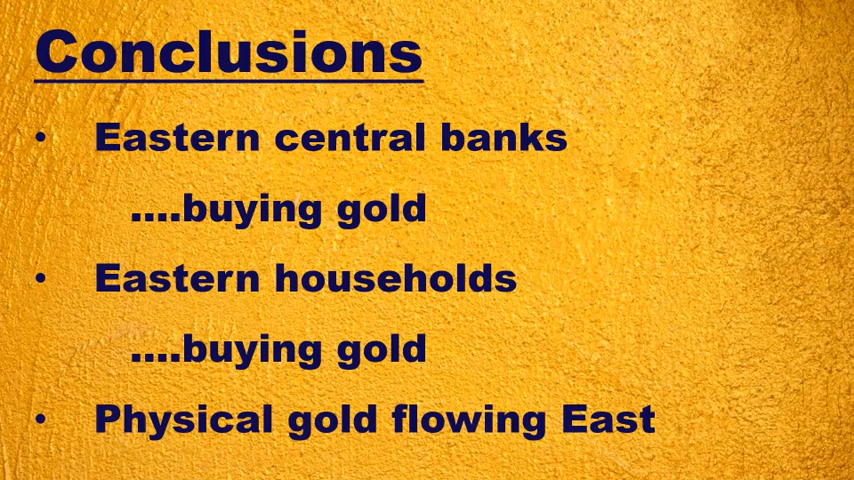 Conclusions
• Eastern central banks
....buying gold
• Eastern households
....buying gold
• Physical gold flowing East